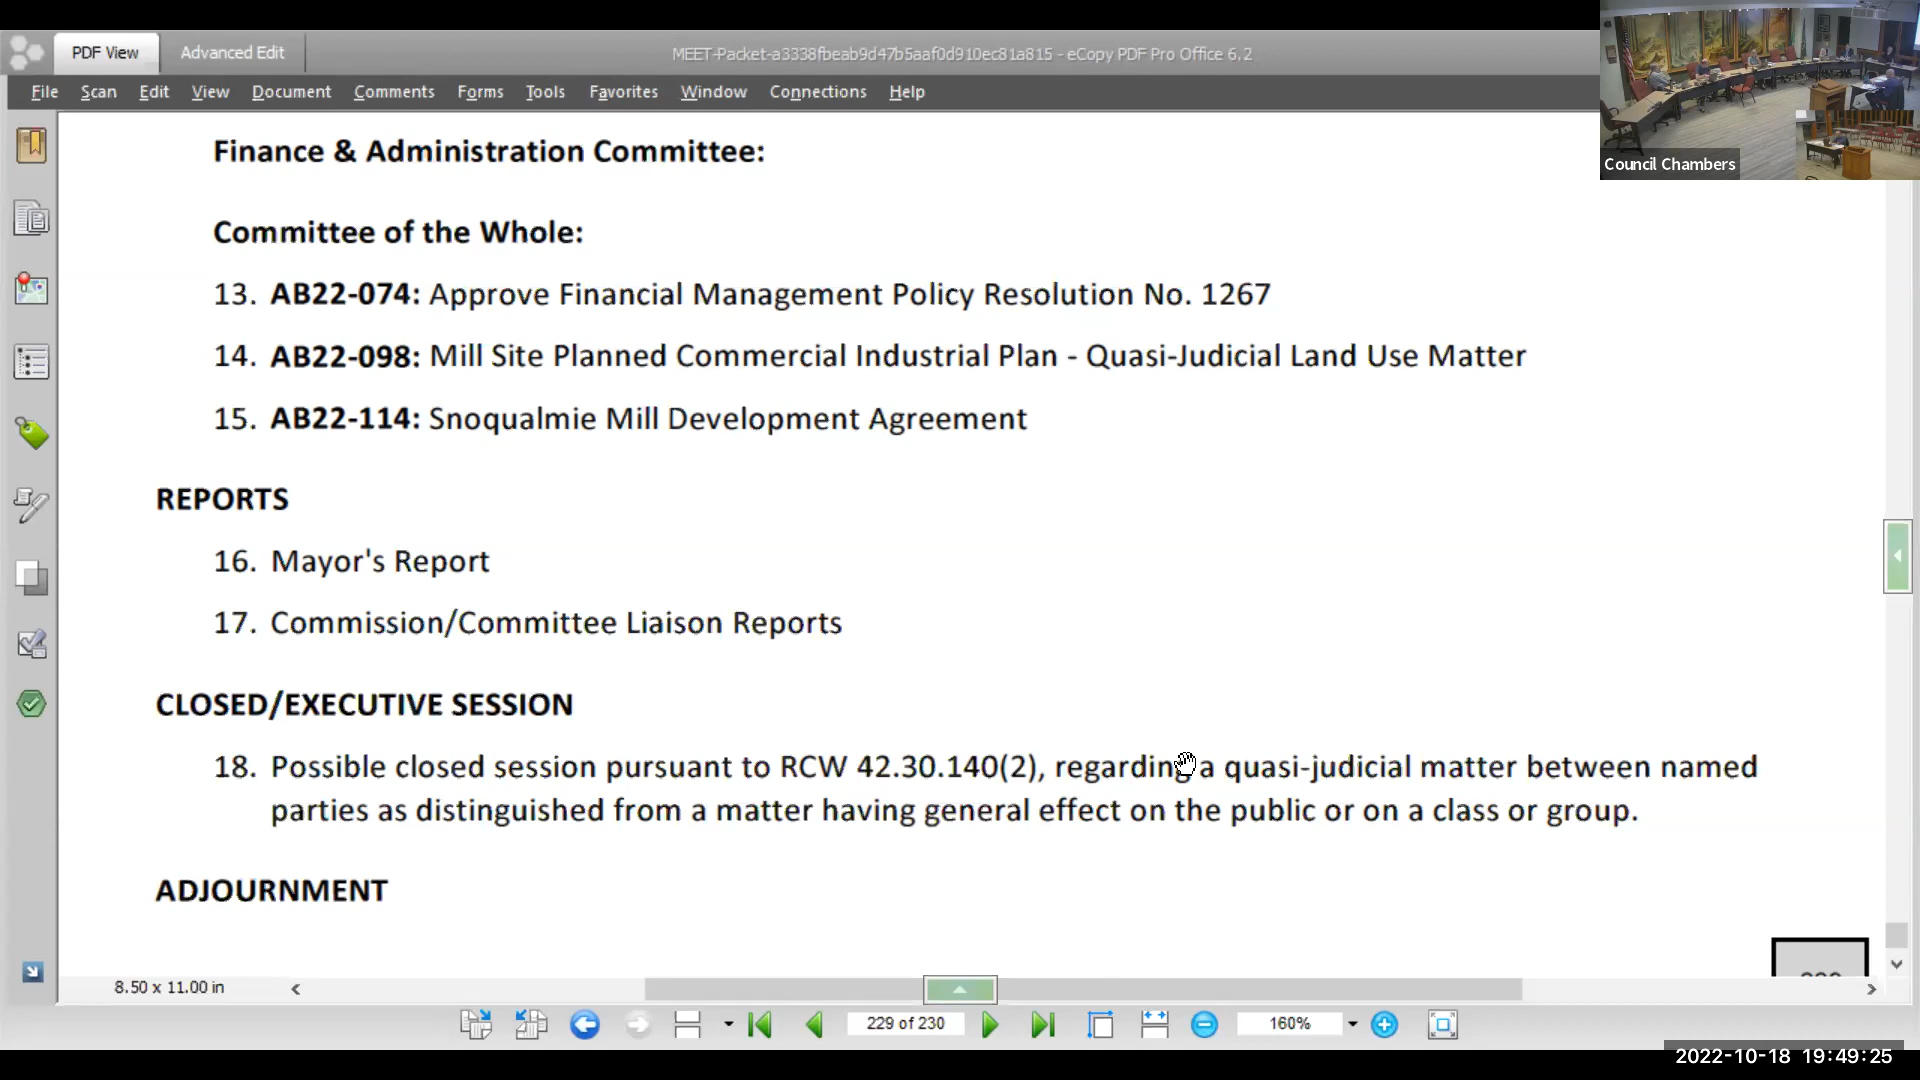 PDF View
Advanced Edit
MEET-Packet-a3338fbeab9d47b5aaf0d910ec81a815 - eCopy PDF Pro Office 6.2
File Scan Edit View Document Comments Forms Tools Favorites Window Connections Help
Council Chambers
Finance & Administration Committee:
Committee of the Whole:
13. AB22-074: Approve Financial Management Policy Resolution No. 1267
14. AB22-098: Mill Site Planned Commercial Industrial Plan - Quasi-Judicial Land Use Matter
15. AB22-114: Snoqualmie Mill Development Agreement
REPORTS
16. Mayor's Report
17. Commission/Committee Liaison Reports
CLOSED/EXECUTIVE SESSION
18. Possible closed session pursuant to RCW 42.30.140(2), regarding a quasi-judicial matter between named
parties as distinguished from a matter having general effect on the public or on a class or group.
ADJOURNMENT
8.50 x 11.00 in
229 of 230
160%
2022-10-18 19:49:25